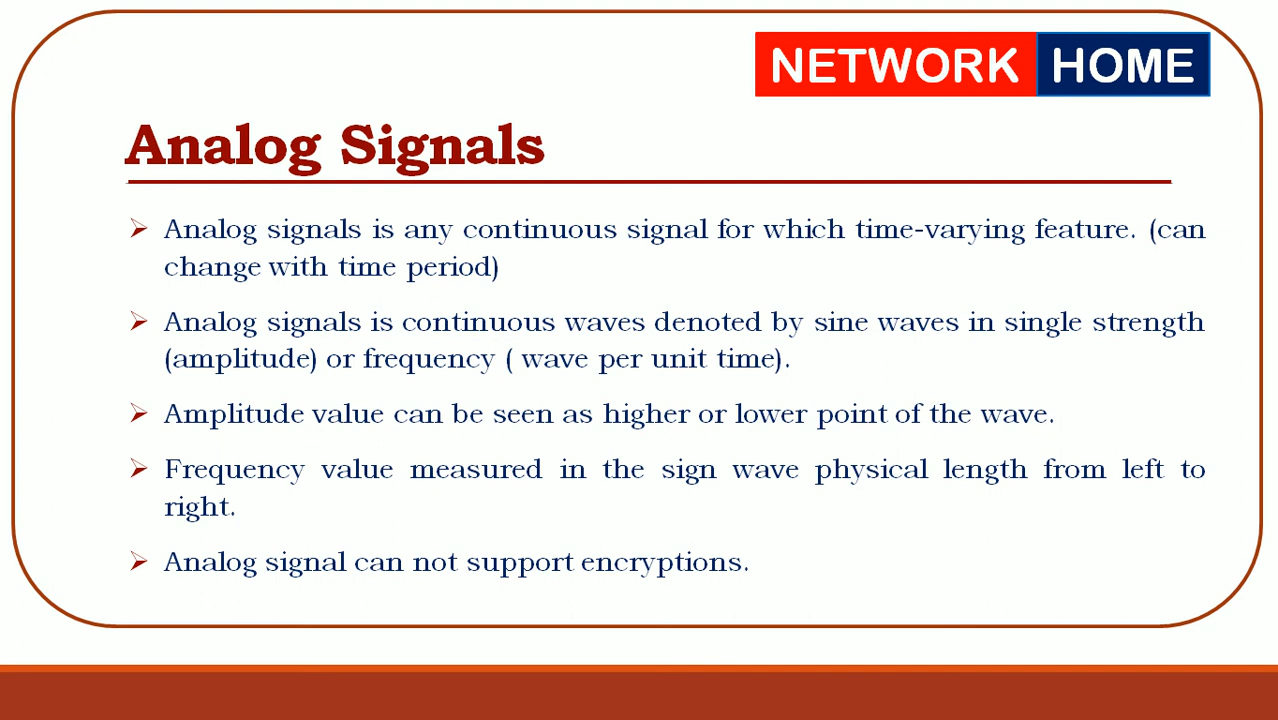 NETWORK HOME
Analog Signals
➢ Analog signals is any continuous signal for which time-varying feature. (can
change with time period)
➢ Analog signals is continuous waves denoted by sine waves in single strength
(amplitude) or frequency ( wave per unit time).
➢ Amplitude value can be seen as higher or lower point of the wave.
➢ Frequency value measured in the sign wave physical length from left to
right.
➢ Analog signal can not support encryptions.